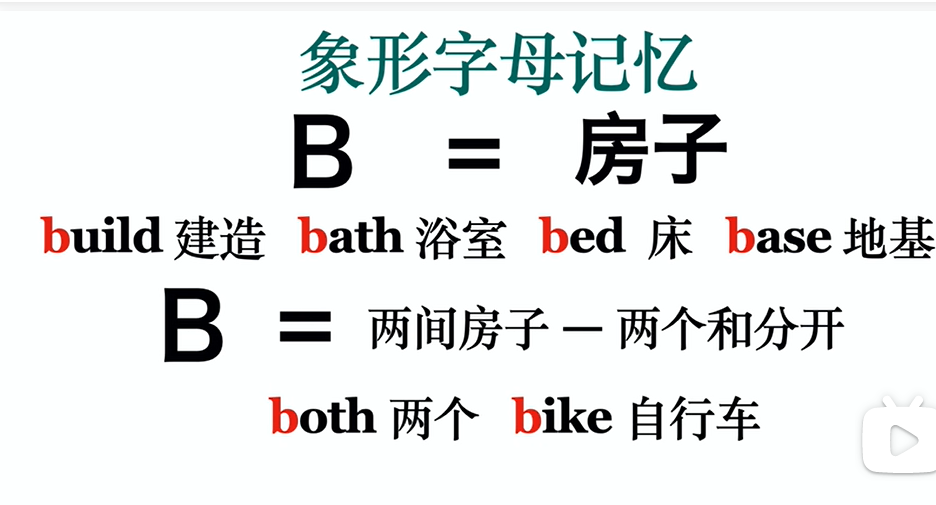 象形字母记忆
B = 房子
build 建造 bath 浴室 bed 床 base 地基
B = 两间房子 — 两个和分开
both 两个 bike 自行车